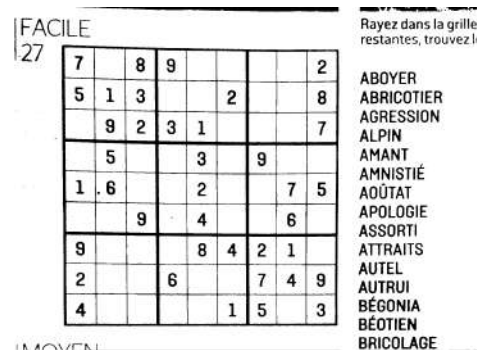 FACILE
27
7 8 9 2
5 1 3 2 8
9 2 3 1 7
5 3 9
1 6 2 7 5
9 4 6
9 8 4 2 1
2 6 7 4 9
4 1 5 3
MOYEN
Rayez dans la grille
restantes, trouvez
ABOYER
ABRICOTIER
AGRESSION
ALPIN
AMANT
AMNISTIÉ
AOÛTAT
APOLOGIE
ASSORTI
ATTRAITS
AUTEL
AUTRUI
BÉGONIA
BÉOTIEN
BRICOLAGE